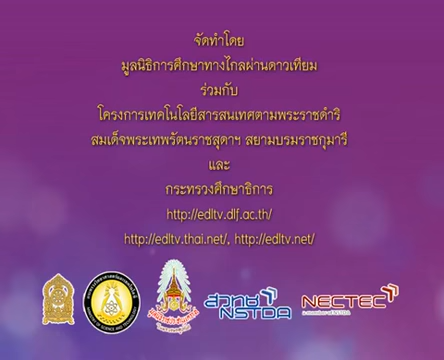 จัดทำโดย
มูลนิธิการศึกษาทางไกลผ่านดาวเทียม
ร่วมกับ
โครงการเทคโนโลยีสารสนเทศตามพระราชดำริ
สมเด็จพระเทพรัตนราชสุดาฯ สยามบรมราชกุมารี
และ
กระทรวงศึกษาธิการ
http://edltv.dlf.ac.th/
http://edltv.thai.net/, http://edltv.net/
สวทช
NSTDA
NECTEC
a member of NSTDA